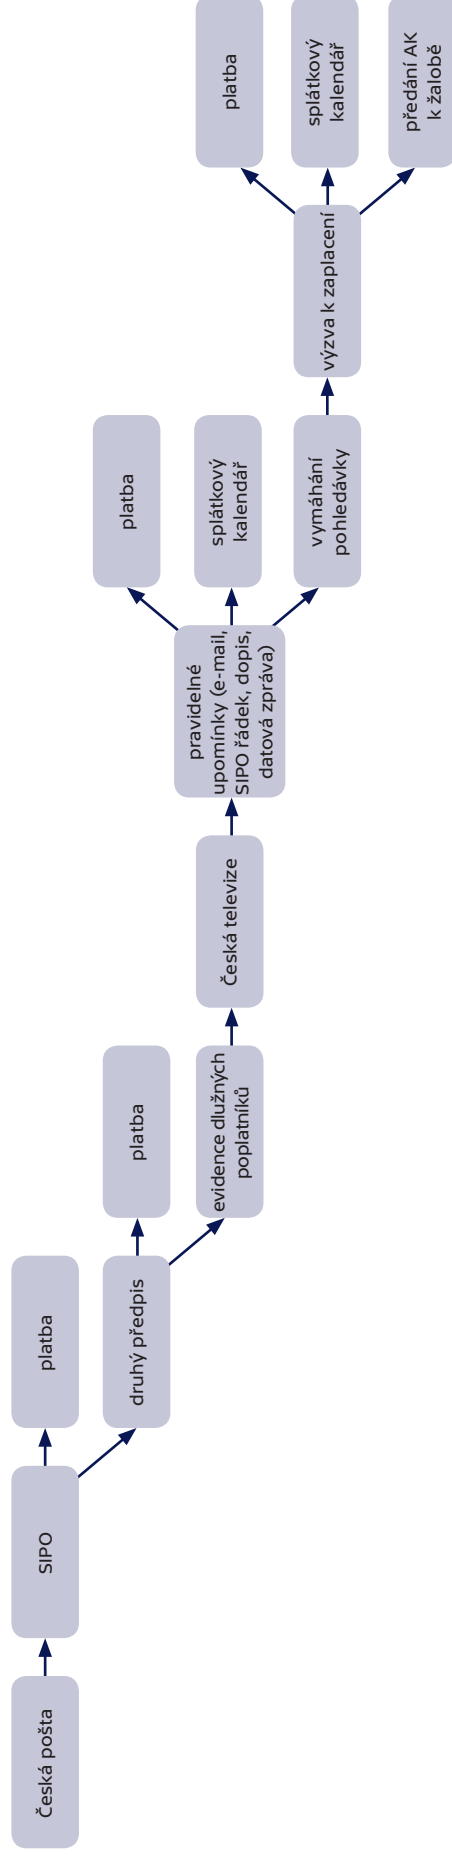 Česká pošta
SIPO
platba
druhý předpis
platba
evidence dlužných
poplatníků
Česká televize
pravidelné
upomínky (e-mail,
SIPO řádek, dopis,
datová zpráva)
platba
splátkový
kalendář
vymáhání
pohledávky
výzva k zaplacení
platba
splátkový
kalendář
předání AK
k žalobě